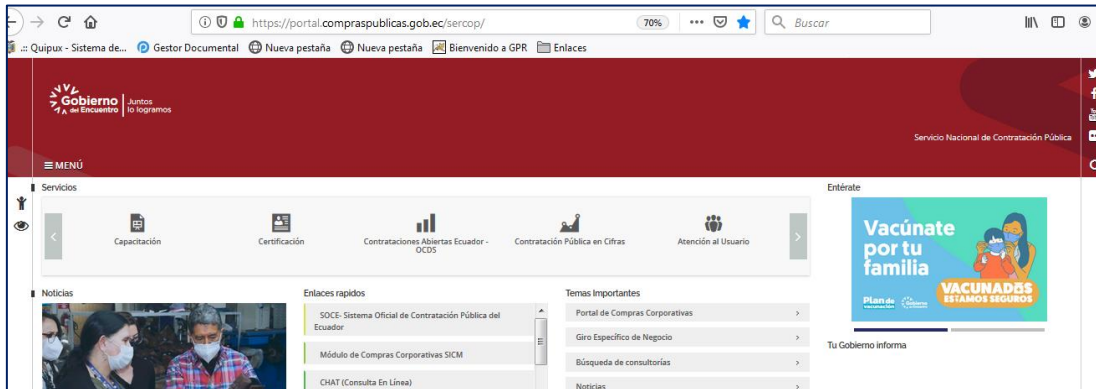 https://portal.compraspublicas.gob.ec/sercop/
70%
Buscar
.:: Quipux - Sistema de...
Gestor Documental
Nueva pestaña
Nueva pestaña
Bienvenido a GPR
Enlaces
Gobierno
del Encuentro
Juntos
lo logramos
Servicio Nacional de Contratación Pública
MENÚ
Servicios
Capacitación
Certificación
Contrataciones Abiertas Ecuador -
OCDS
Contratación Pública en Cifras
Atención al Usuario
Entérate
Vacúnate
por tu
familia
VACUNADOS
ESTAMOS SEGUROS
Plan de
vacunación
Noticias
Enlaces rapidos
SOCE- Sistema Oficial de Contratación Pública del
Ecuador
Módulo de Compras Corporativas SICM
CHAT (Consulta En Línea)
Temas Importantes
Portal de Compras Corporativas
Giro Específico de Negocio
Búsqueda de consultorías
Noticias
Tu Gobierno informa